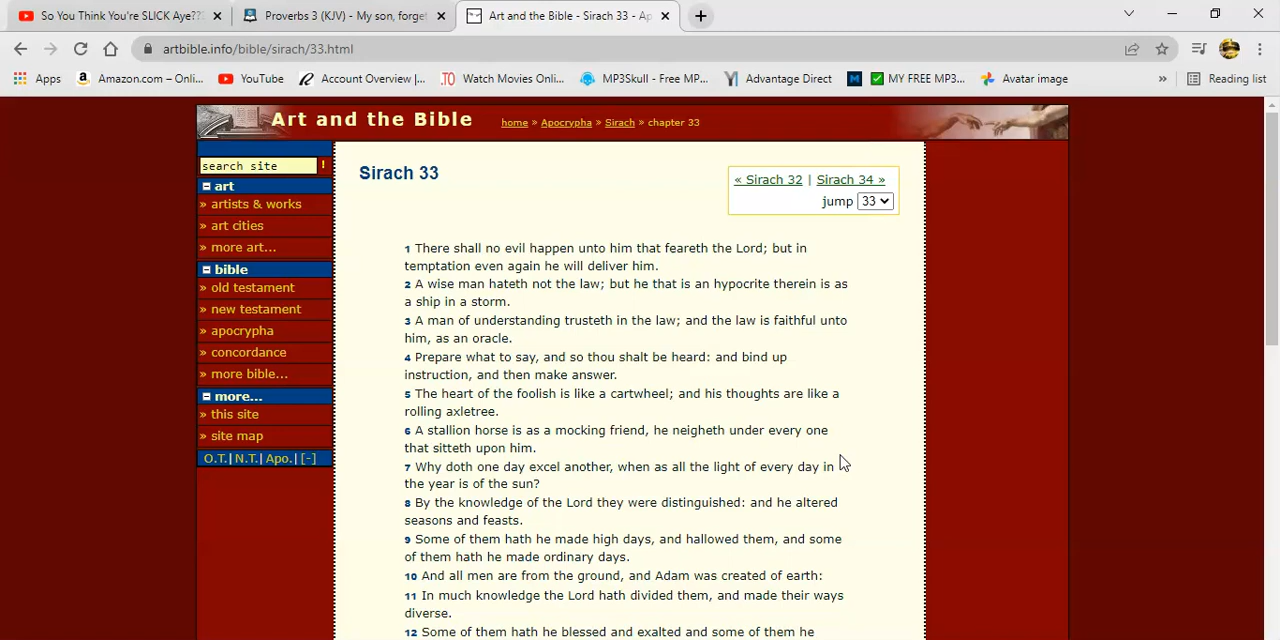 So You Think You're SLICK Aye???
Proverbs 3 (KJV) - My son, forget
Art and the Bible - Sirach 33 - Ap
artbible.info/bible/sirach/33.html
Apps
Amazon.com – Onli...
YouTube
Account Overview |...
Watch Movies Onli...
MP3Skull - Free MP...
Advantage Direct
MY FREE MP3...
Avatar image
»
Reading list
Art and the Bible
home » Apocrypha » Sirach » chapter 33
search site !
art
» artists & works
» art cities
» more art...
bible
» old testament
» new testament
» apocrypha
» concordance
» more bible...
more...
» this site
» site map
O.T.| N.T.| Apo.| [-]
Sirach 33
« Sirach 32 | Sirach 34 »
jump 33
1 There shall no evil happen unto him that feareth the Lord; but in
temptation even again he will deliver him.
2 A wise man hateth not the law; but he that is an hypocrite therein is as
a ship in a storm.
3 A man of understanding trusteth in the law; and the law is faithful unto
him, as an oracle.
4 Prepare what to say, and so thou shalt be heard: and bind up
instruction, and then make answer.
5 The heart of the foolish is like a cartwheel; and his thoughts are like a
rolling axletree.
6 A stallion horse is as a mocking friend, he neigheth under every one
that sitteth upon him.
7 Why doth one day excel another, when as all the light of every day in
the year is of the sun?
8 By the knowledge of the Lord they were distinguished: and he altered
seasons and feasts.
9 Some of them hath he made high days, and hallowed them, and some
of them hath he made ordinary days.
10 And all men are from the ground, and Adam was created of earth:
11 In much knowledge the Lord hath divided them, and made their ways
diverse.
12 Some of them hath he blessed and exalted and some of them he